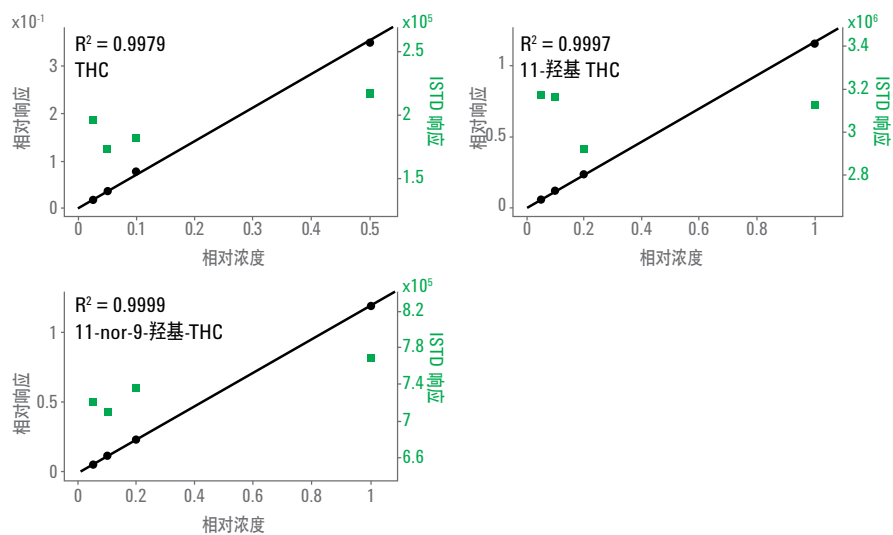 x10⁻¹
x10⁵
R² = 0.9979
THC
相对响应
3
2
1
0
2.5
2
1.5
ISTD 响应
0
0.1
0.2
0.3
0.4
0.5
相对浓度
x10⁶
R² = 0.9997
11-羟基 THC
相对响应
1
0.5
0
3.4
3.2
3
2.8
ISTD 响应
0
0.2
0.4
0.6
0.8
1
相对浓度
x10⁵
R² = 0.9999
11-nor-9-羟基-THC
相对响应
1
0.5
0
8.2
7.8
7.4
7
6.6
ISTD 响应
0
0.2
0.4
0.6
0.8
1
相对浓度